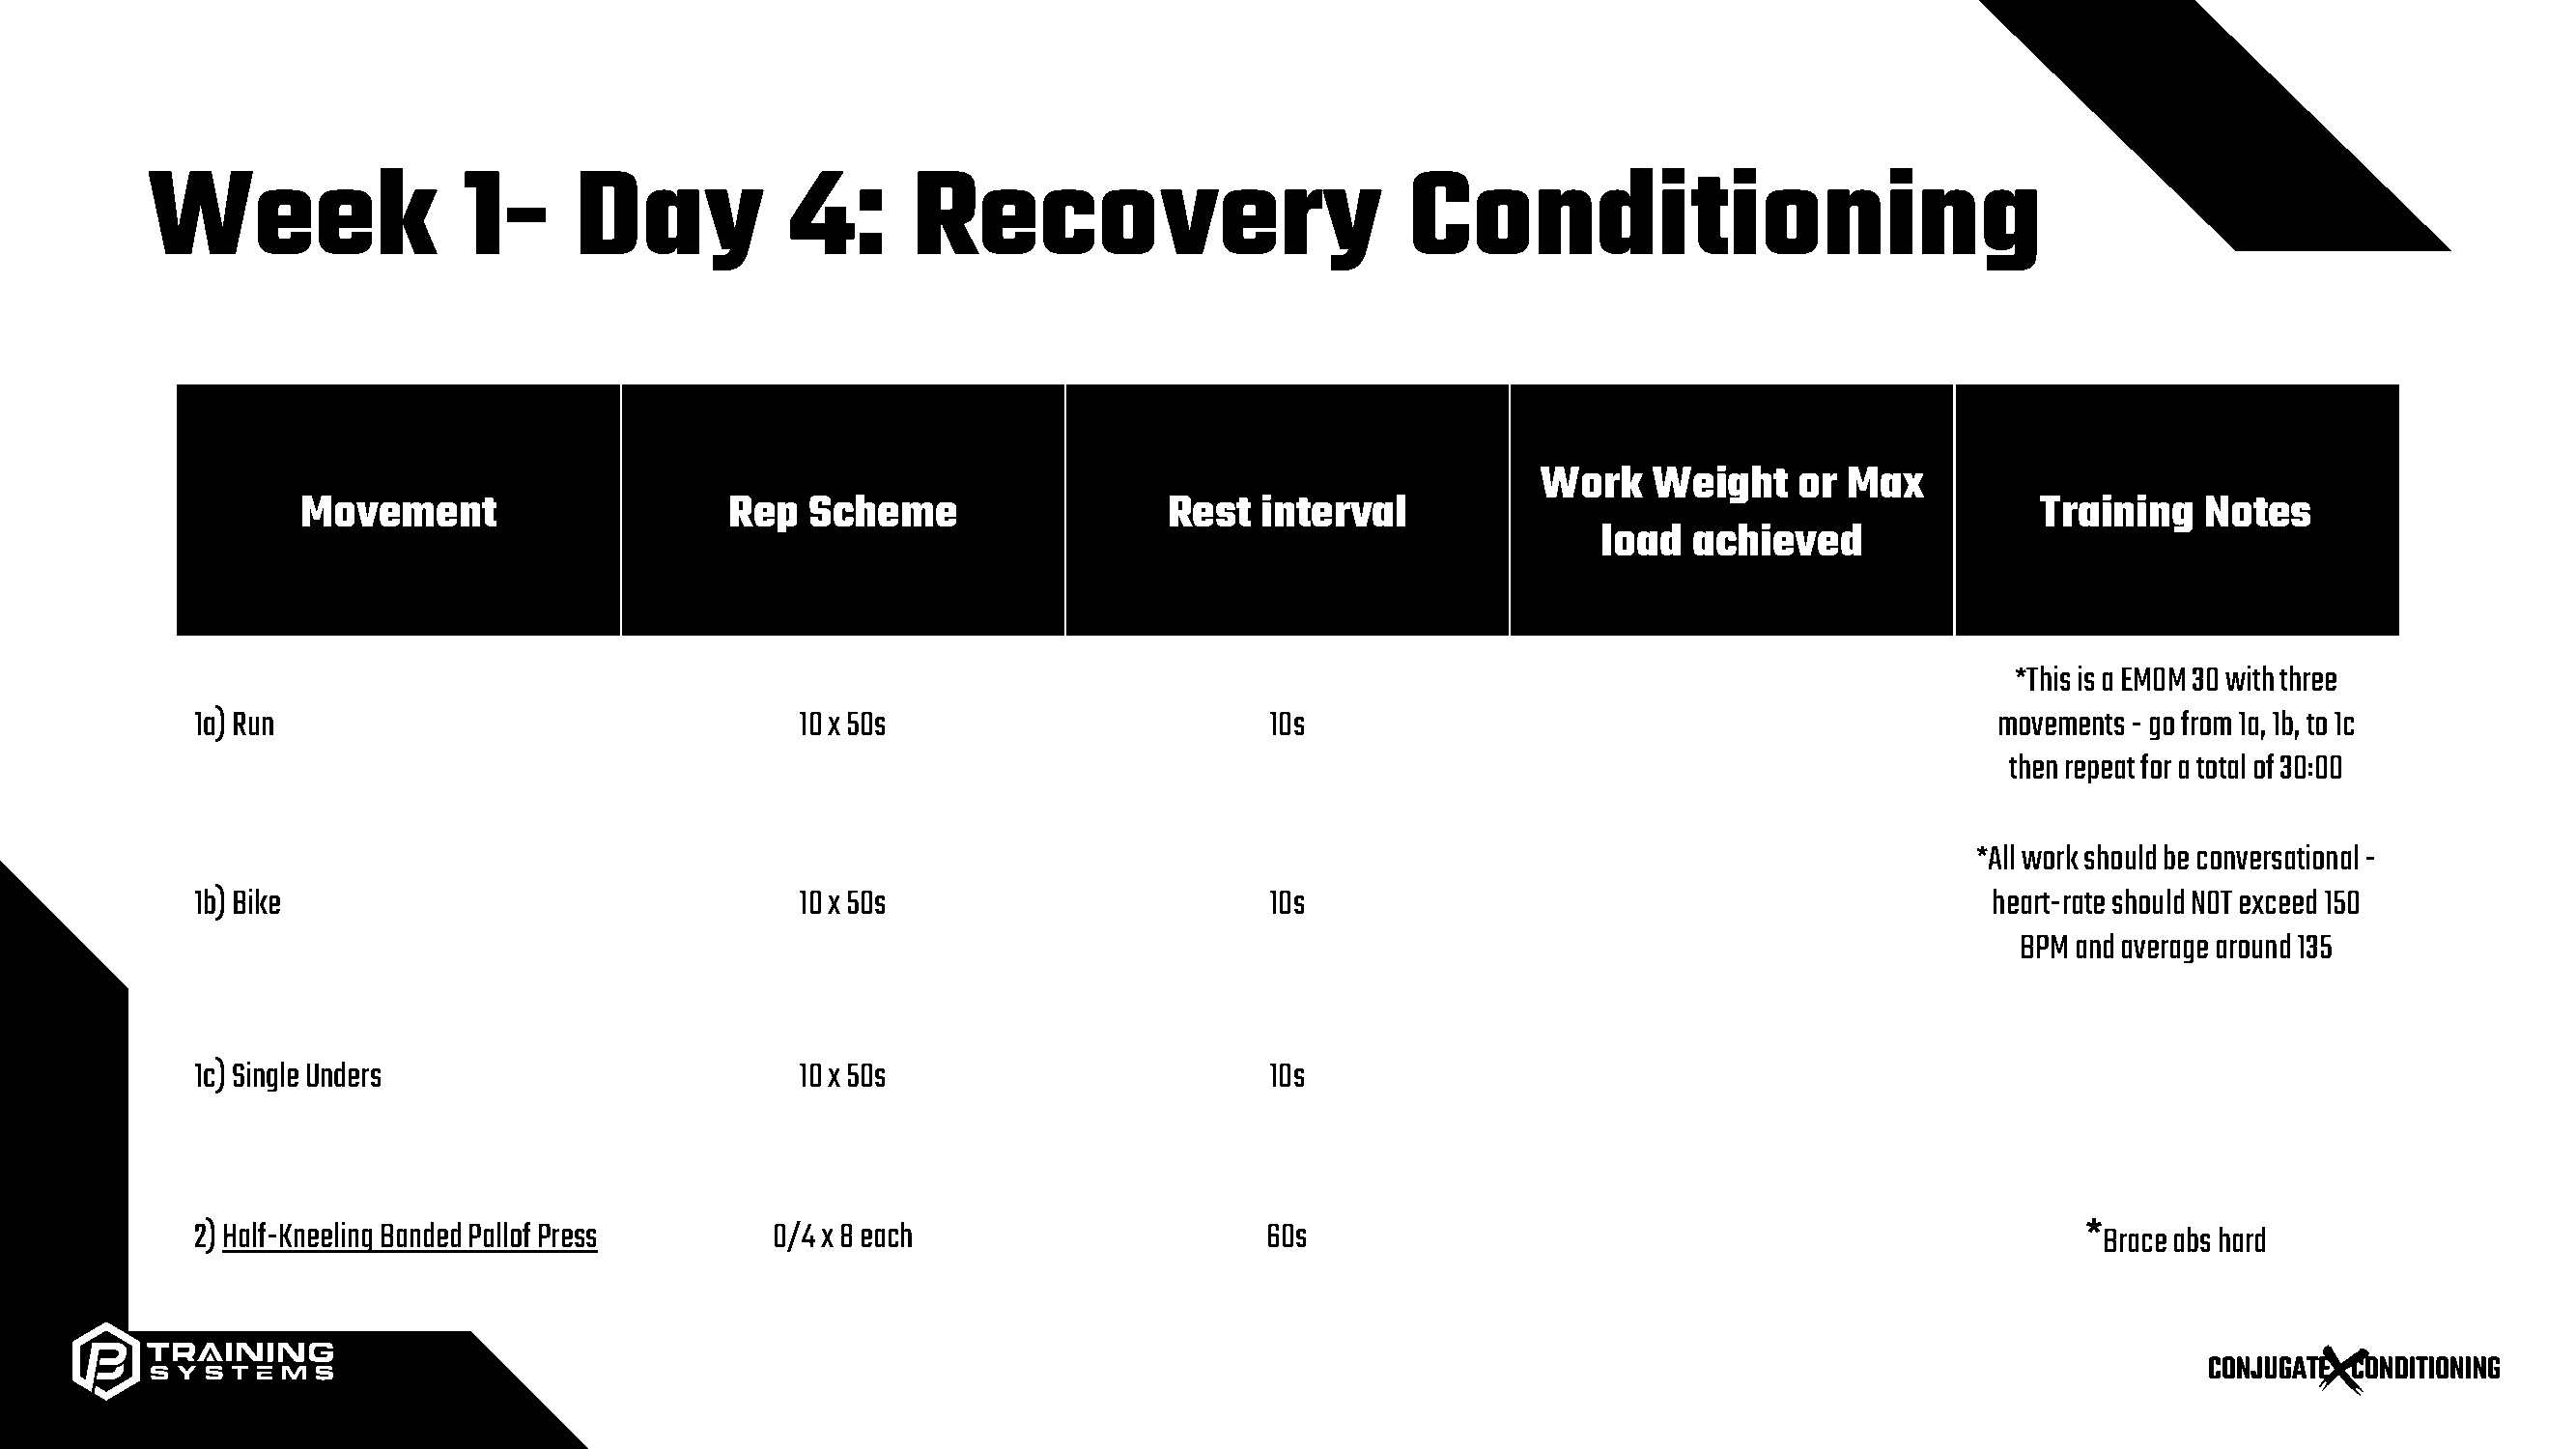 Week 1- Day 4: Recovery Conditioning
Movement
Rep Scheme
Rest interval
Work Weight or Max
load achieved
Training Notes
1a) Run
10 x 50s
10s
*This is a EMOM 30 with three
movements - go from 1a, 1b, to 1c
then repeat for a total of 30:00
1b) Bike
10 x 50s
10s
*All work should be conversational -
heart-rate should NOT exceed 150
BPM and average around 135
1c) Single Unders
10 x 50s
10s
2) Half-Kneeling Banded Pallof Press
0/4 x 8 each
60s
*Brace abs hard
TRAINING
SYSTEMS
CONJUGATE X CONDITIONING